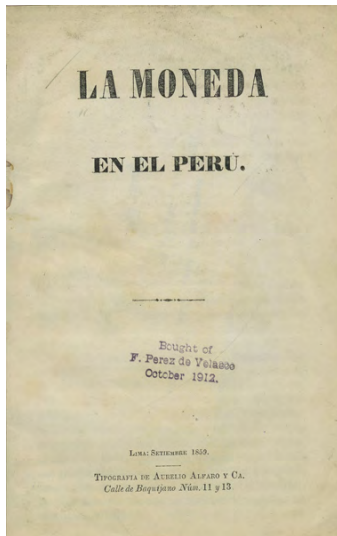 LA MONEDA
EN EL PERU.
Bought of
F. Perez de Velasco
October 1912.
LIMA: SETIEMBRE 1859.
TIPOGRAFIA DE AURELIO ALFARO Y CA.
Calle de Baquijano Núm. 11 y 13